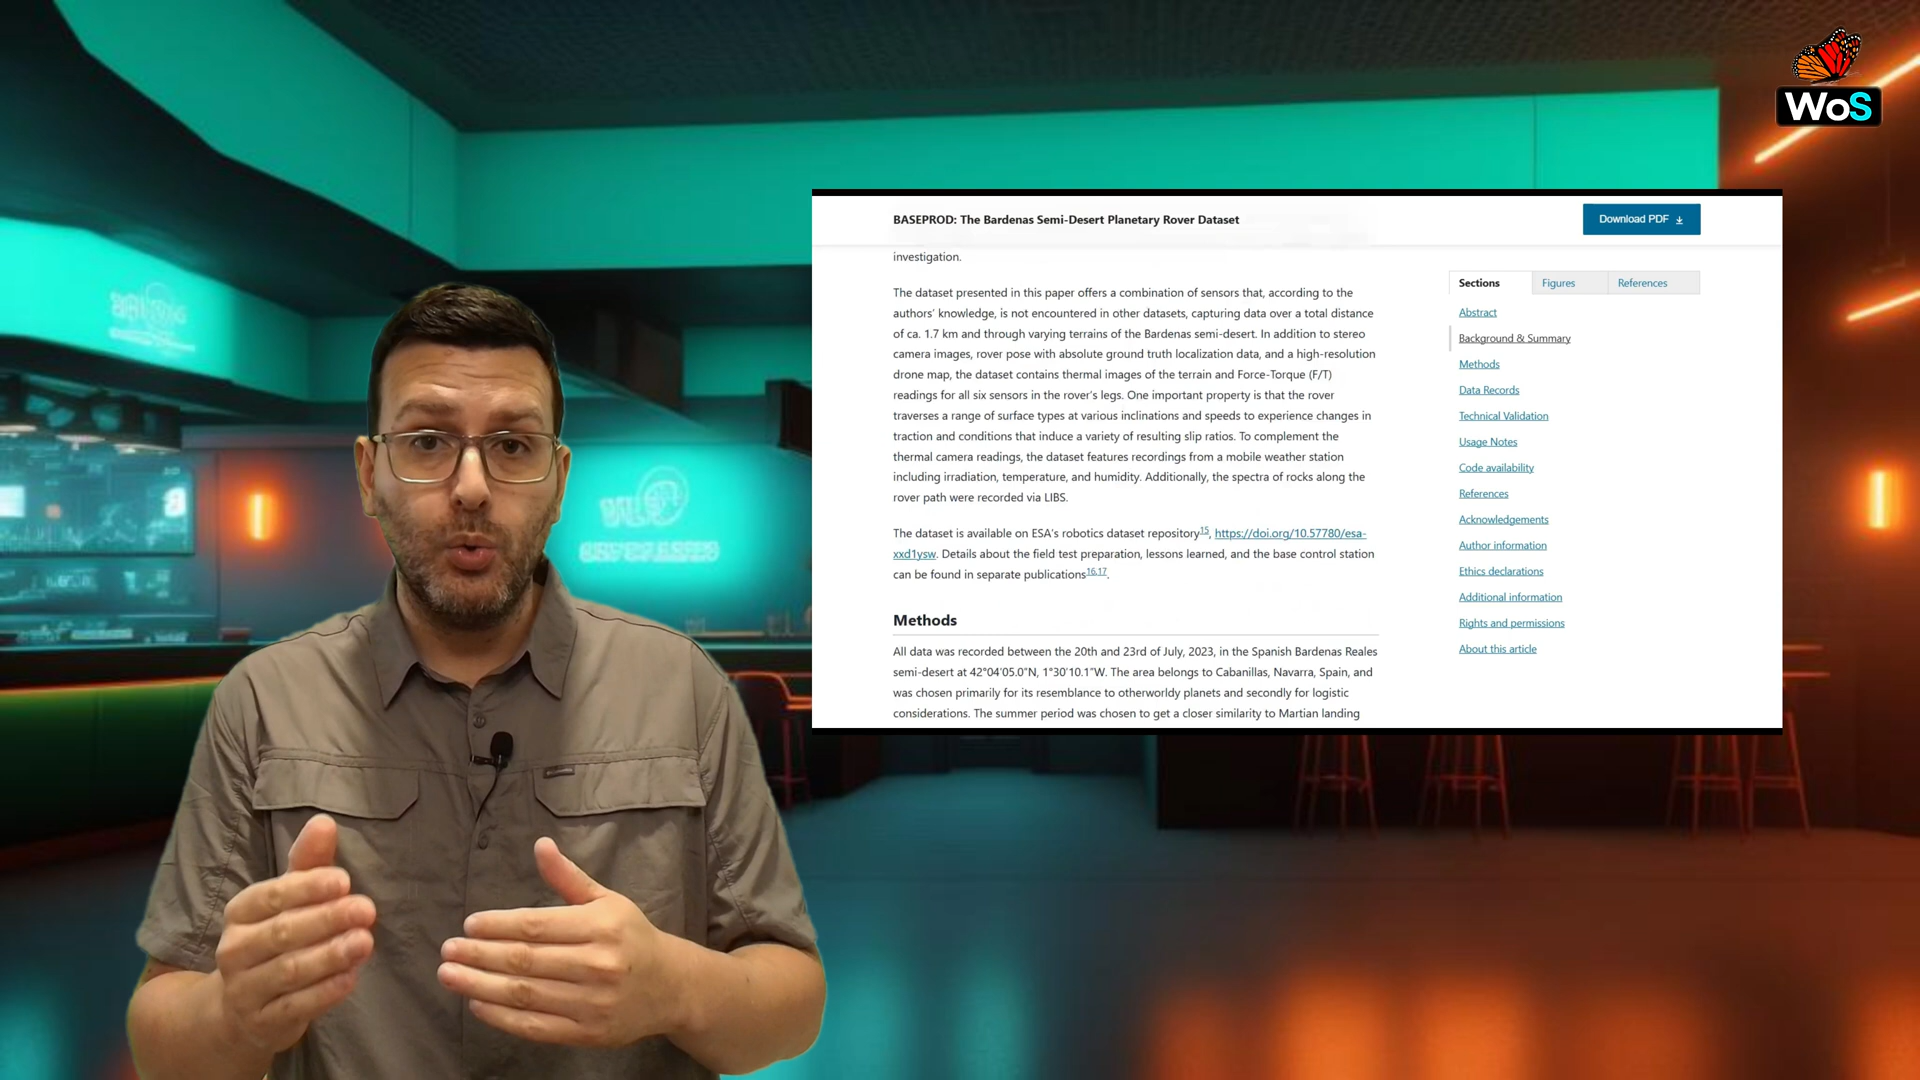 WoS
BASEPROD: The Bardenas Semi-Desert Planetary Rover Dataset
Download PDF
investigation.
The dataset presented in this paper offers a combination of sensors that, according to the
authors' knowledge, is not encountered in other datasets, capturing data over a total distance
of ca. 1.7 km and through varying terrains of the Bardenas semi-desert. In addition to stereo
camera images, rover pose with absolute ground truth localization data, and a high-resolution
drone map, the dataset contains thermal images of the terrain and Force-Torque (F/T)
readings for all six sensors in the rover's legs. One important property is that the rover
traverses a range of surface types at various inclinations and speeds to experience changes in
traction and conditions that induce a variety of resulting slip ratios. To complement the
thermal camera readings, the dataset features recordings from a mobile weather station
including irradiation, temperature, and humidity. Additionally, the spectra of rocks along the
rover path were recorded via LIBS.
The dataset is available on ESA's robotics dataset repository15, https://doi.org/10.57780/esa-
xxd1ysw. Details about the field test preparation, lessons learned, and the base control station
can be found in separate publications16,17.
Methods
All data was recorded between the 20th and 23rd of July, 2023, in the Spanish Bardenas Reales
semi-desert at 42°04′05.0″N, 1°30′10.1″W. The area belongs to Cabanillas, Navarra, Spain, and
was chosen primarily for its resemblance to otherworldly planets and secondly for logistic
considerations. The summer period was chosen to get a closer similarity to Martian landing
Sections
Figures
References
Abstract
Background & Summary
Methods
Data Records
Technical Validation
Usage Notes
Code availability
References
Acknowledgements
Author information
Ethics declarations
Additional information
Rights and permissions
About this article